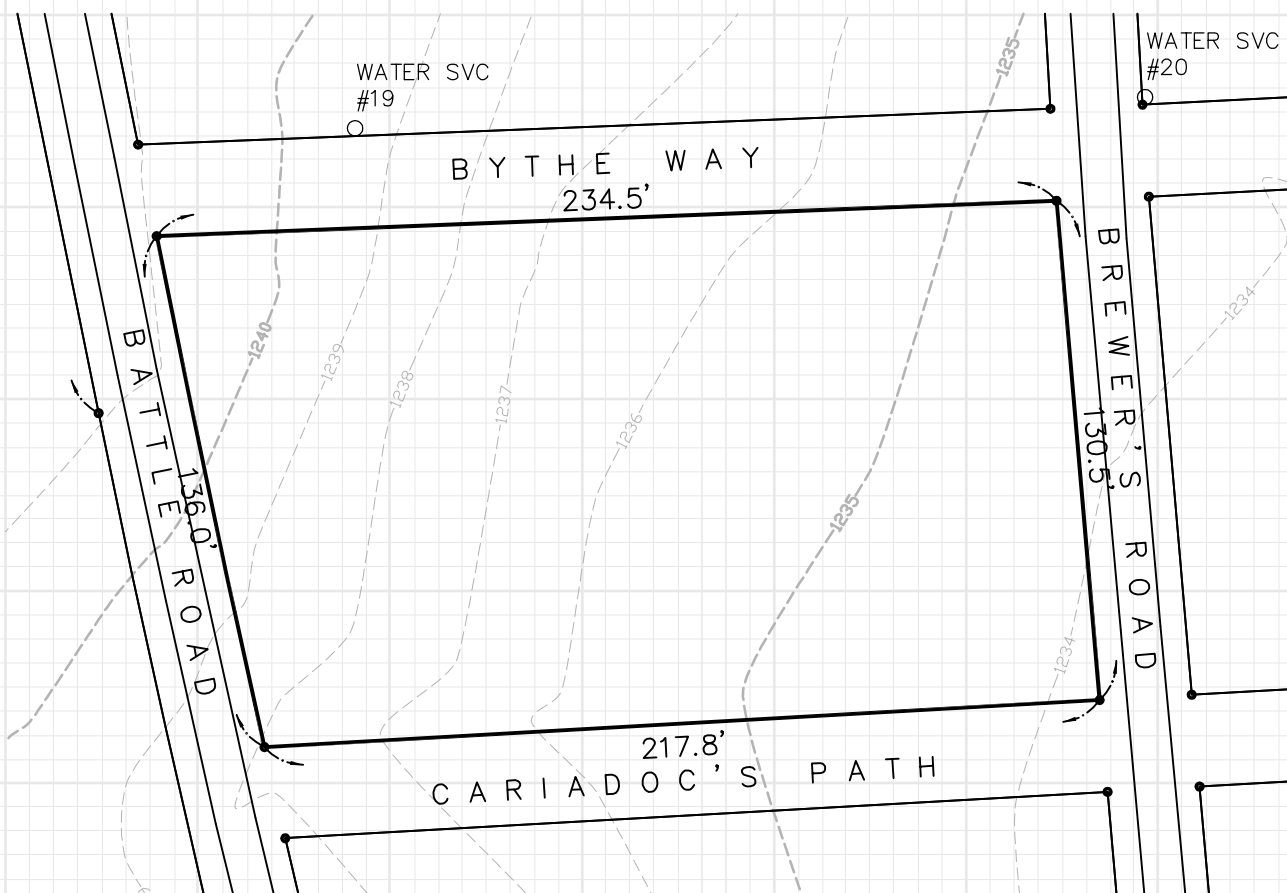 WATER SVC
#19
WATER SVC
#20
1235
BYTHE WAY
234.5'
BREWER'S ROAD
130.5'
1234
BATTLE ROAD
136.0'
1240
1239
1238
1237
1236
1235
1234
217.8'
CARIADOC'S PATH